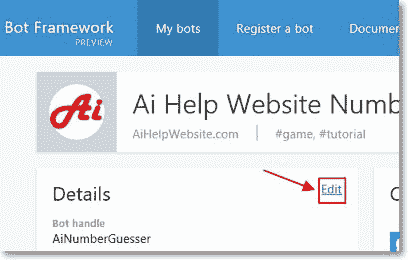 Bot Framework My bots Register a bot Documen
PREVIEW
Ai
Ai Help Website Numb
AiHelpWebsite.com #game, #tutorial
Details Edit
Bot handle
AiNumberGuesser